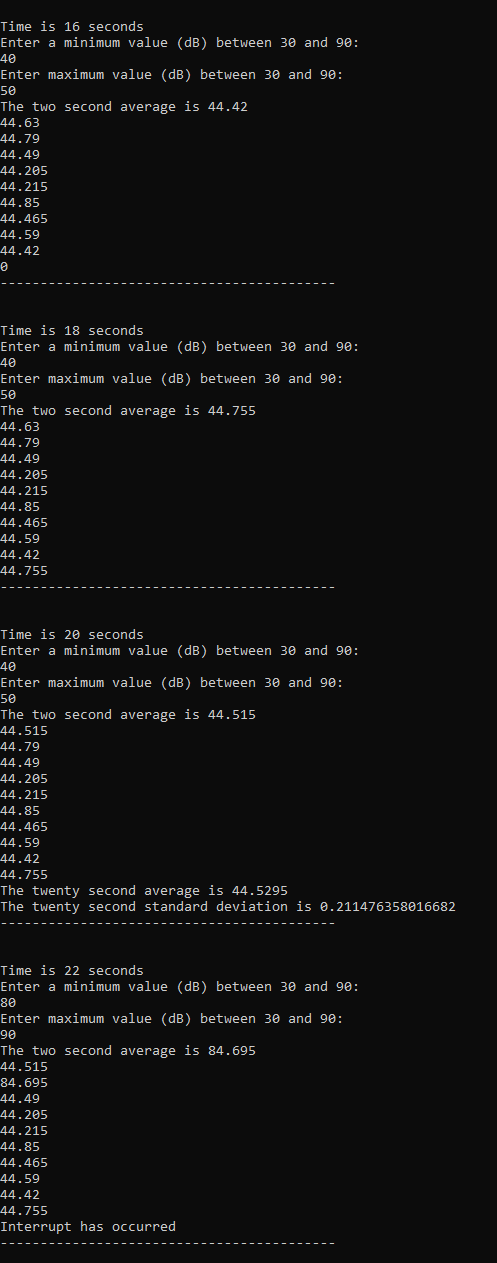 Time is 16 seconds
Enter a minimum value (dB) between 30 and 90:
40
Enter maximum value (dB) between 30 and 90:
50
The two second average is 44.42
44.63
44.79
44.49
44.205
44.215
44.85
44.465
44.59
44.42
0
------------------------------------------
Time is 18 seconds
Enter a minimum value (dB) between 30 and 90:
40
Enter maximum value (dB) between 30 and 90:
50
The two second average is 44.755
44.63
44.79
44.49
44.205
44.215
44.85
44.465
44.59
44.42
44.755
------------------------------------------
Time is 20 seconds
Enter a minimum value (dB) between 30 and 90:
40
Enter maximum value (dB) between 30 and 90:
50
The two second average is 44.515
44.515
44.79
44.49
44.205
44.215
44.85
44.465
44.59
44.42
44.755
The twenty second average is 44.5295
The twenty second standard deviation is 0.211476358016682
------------------------------------------
Time is 22 seconds
Enter a minimum value (dB) between 30 and 90:
80
Enter maximum value (dB) between 30 and 90:
90
The two second average is 84.695
44.515
84.695
44.49
44.205
44.215
44.85
44.465
44.59
44.42
44.755
Interrupt has occurred
------------------------------------------